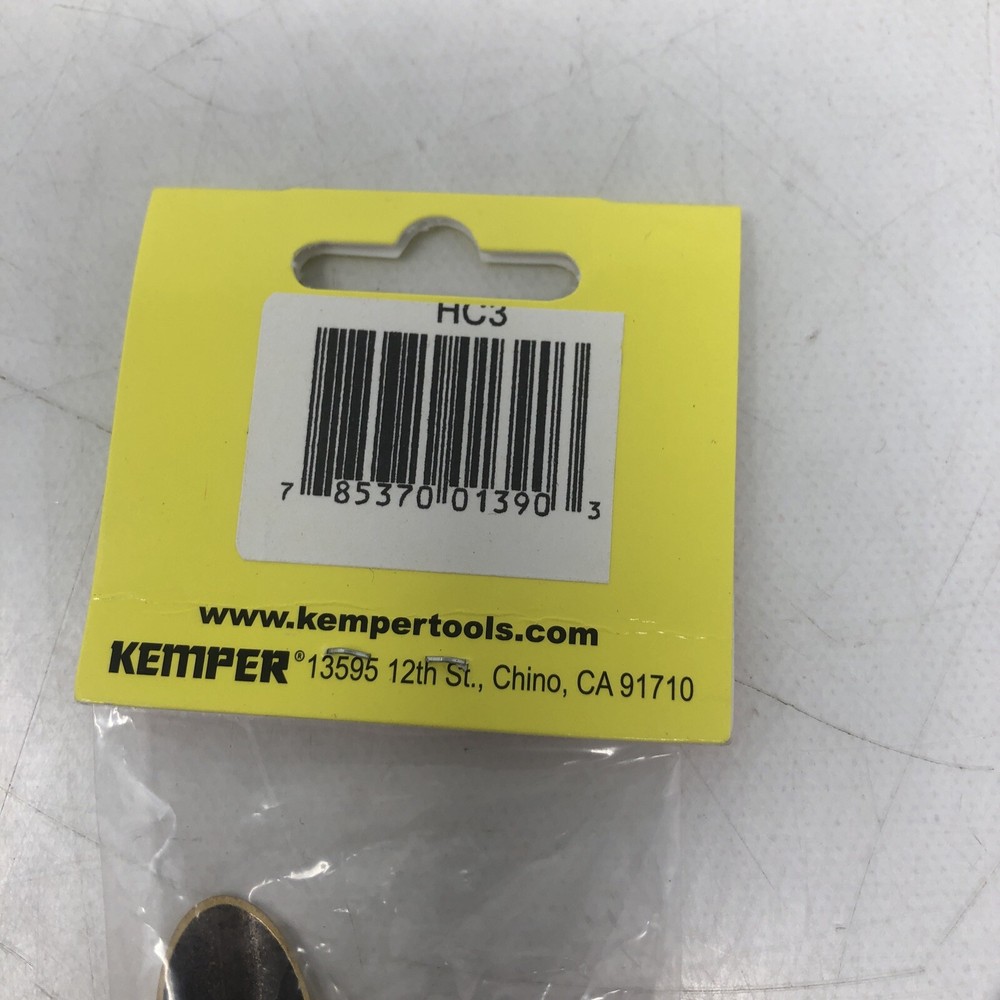 HC3
7 85370 01390 3
www.kempertools.com
KEMPER® 13595 12th St., Chino, CA 91710